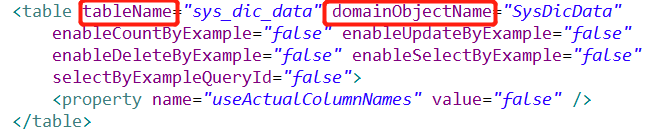 <table tableName="sys_dic_data" domainObjectName="SysDicData"
enableCountByExample="false" enableUpdateByExample="false"
enableDeleteByExample="false" enableSelectByExample="false"
selectByExampleQueryId="false">
<property name="useActualColumnNames" value="false" />
</table>